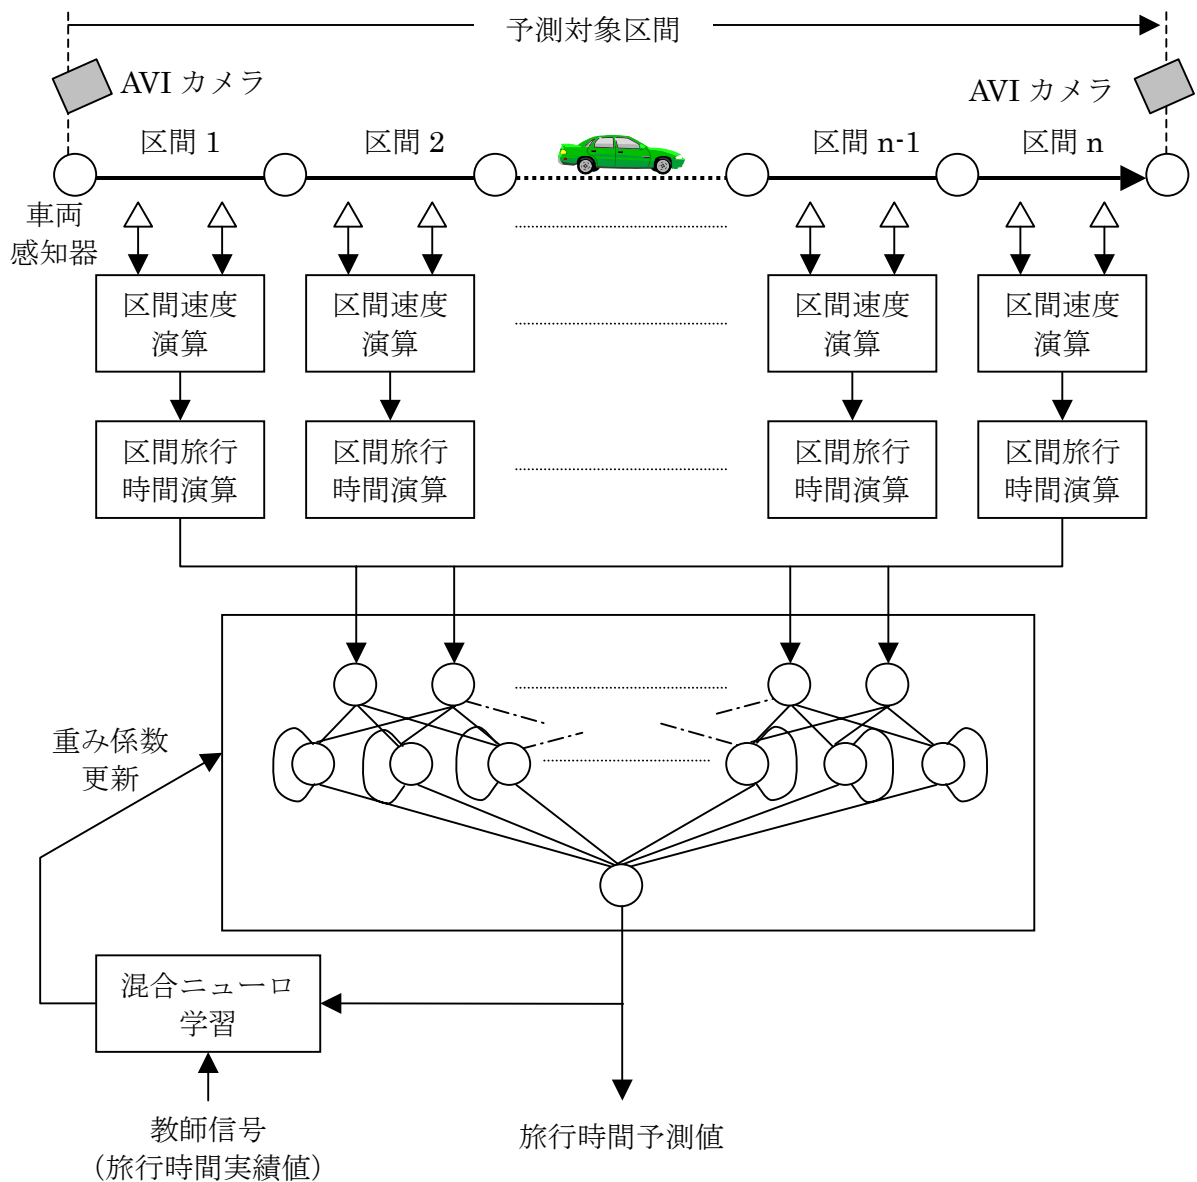 予測対象区間
AVI カメラ
AVI カメラ
区間 1
区間 2
区間 n-1
区間 n
車両
感知器
区間速度
演算
区間速度
演算
区間速度
演算
区間速度
演算
区間旅行
時間演算
区間旅行
時間演算
区間旅行
時間演算
区間旅行
時間演算
重み係数
更新
混合ニューロ
学習
教師信号
(旅行時間実績値)
旅行時間予測値